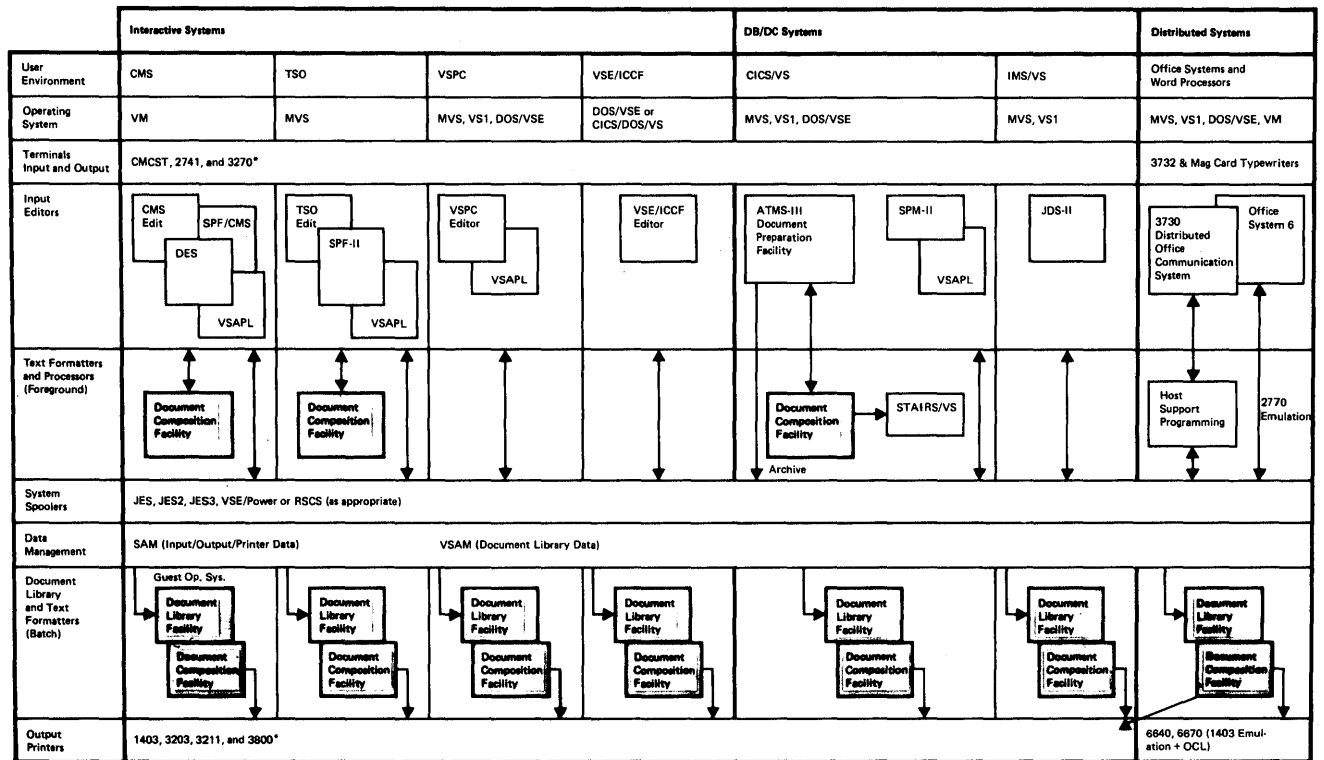 Interactive Systems
DB/DC Systems
Distributed Systems
User
Environment
CMS
TSO
VSPC
VSE/ICCF
CICS/VS
IMS/VS
Office Systems and
Word Processors
Operating
System
VM
MVS
MVS, VS1, DOS/VSE
DOS/VSE or
CICS/DOS/VS
MVS, VS1, DOS/VSE
MVS, VS1
MVS, VS1, DOS/VSE, VM
Terminals
Input and Output
CMCST, 2741, and 3270*
3732 & Mag Card Typewriters
Input
Editors
CMS
Edit
SPF/CMS
DES
VSAPL
TSO
Edit
SPF-II
VSAPL
VSPC
Editor
VSAPL
VSE/ICCF
Editor
ATMS-III
Document
Preparation
Facility
SPM-II
VSAPL
JDS-II
3730
Distributed
Office
Communication
System
Office
System 6
Text Formatters
and Processors
(Foreground)
Document
Composition
Facility
Document
Composition
Facility
Document
Composition
Facility
STAIRS/VS
Archive
Host
Support
Programming
2770
Emulation
System
Spoolers
JES, JES2, JES3, VSE/Power or RSCS (as appropriate)
Data
Management
SAM (Input/Output/Printer Data)
VSAM (Document Library Data)
Document
Library
and Text
Formatters
(Batch)
Guest Op. Sys.
Document
Library
Facility
Document
Composition
Facility
Document
Library
Facility
Document
Composition
Facility
Document
Library
Facility
Document
Composition
Facility
Document
Library
Facility
Document
Composition
Facility
Document
Library
Facility
Document
Composition
Facility
Document
Library
Facility
Document
Composition
Facility
Document
Library
Facility
Document
Composition
Facility
Output
Printers
1403, 3203, 3211, and 3800*
6640, 6670 (1403 Emul-
ation + OCL)